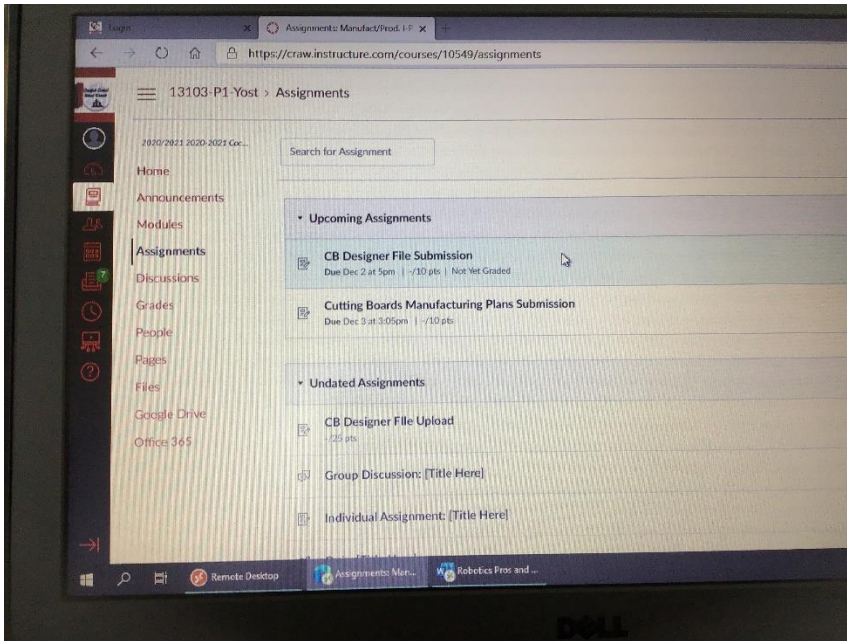 Login
Assignments: Manufact/Prod. I-P
https://craw.instructure.com/courses/10549/assignments
13103-P1-Yost > Assignments
2020/2021 2020-2021 Cor...
Search for Assignment
Home
Announcements
Modules
Assignments
Discussions
Grades
People
Pages
Files
Google Drive
Office 365
7
Upcoming Assignments
CB Designer File Submission
Due Dec 2 at 5pm | -/10 pts | Not Yet Graded
Cutting Boards Manufacturing Plans Submission
Due Dec 3 at 3:05pm | -/10 pts
Undated Assignments
CB Designer FIle Upload
-/25 pts
Group Discussion: [Title Here]
Individual Assignment: [Title Here]
Remote Desktop
Assignments: Man...
Robotics Pros and ...
DELL